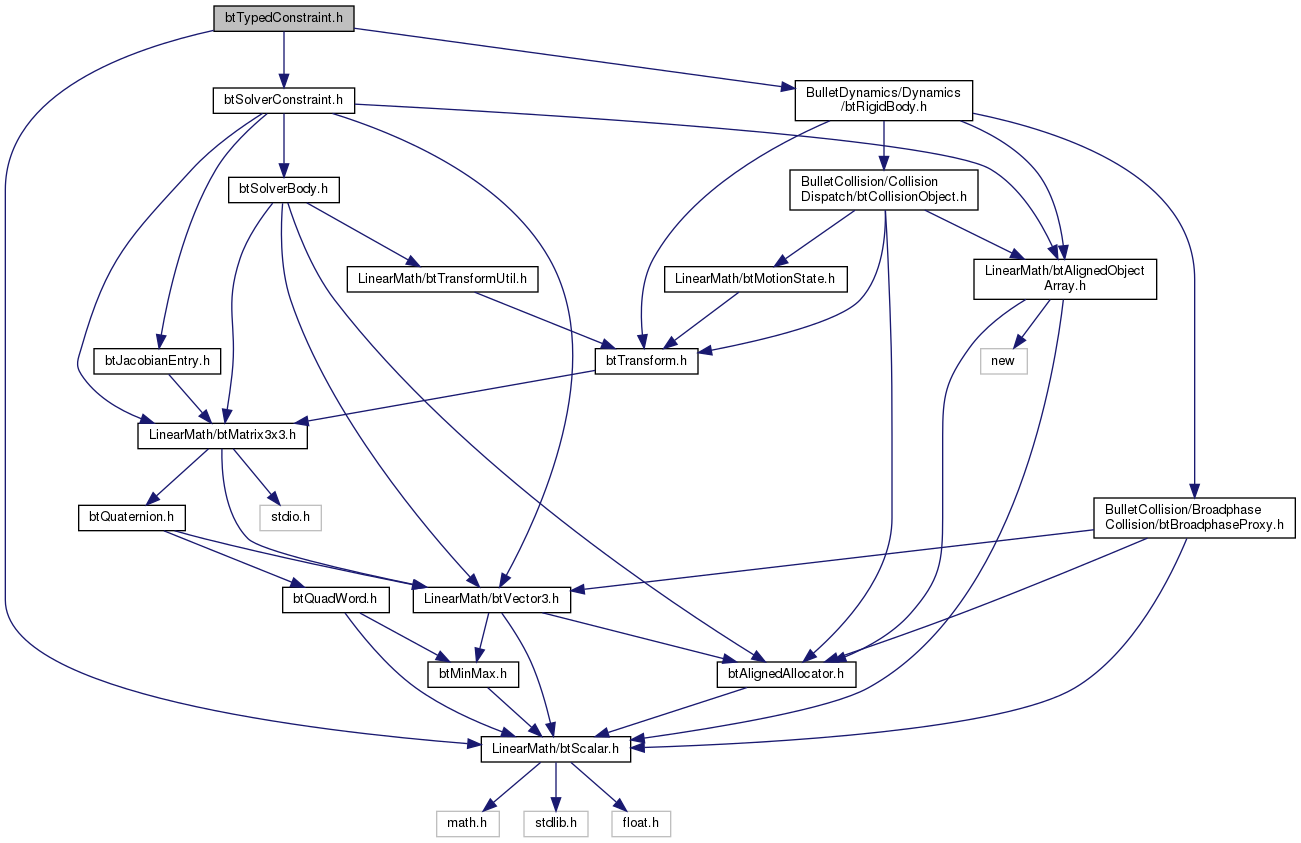 btTypedConstraint.h
btSolverConstraint.h
BulletDynamics/Dynamics
/btRigidBody.h
btSolverBody.h
BulletCollision/Collision
Dispatch/btCollisionObject.h
LinearMath/btTransformUtil.h
LinearMath/btMotionState.h
LinearMath/btAlignedObject
Array.h
btJacobianEntry.h
btTransform.h
new
LinearMath/btMatrix3x3.h
btQuaternion.h
stdio.h
BulletCollision/Broadphase
Collision/btBroadphaseProxy.h
btQuadWord.h
LinearMath/btVector3.h
btMinMax.h
btAlignedAllocator.h
LinearMath/btScalar.h
math.h
stdlib.h
float.h